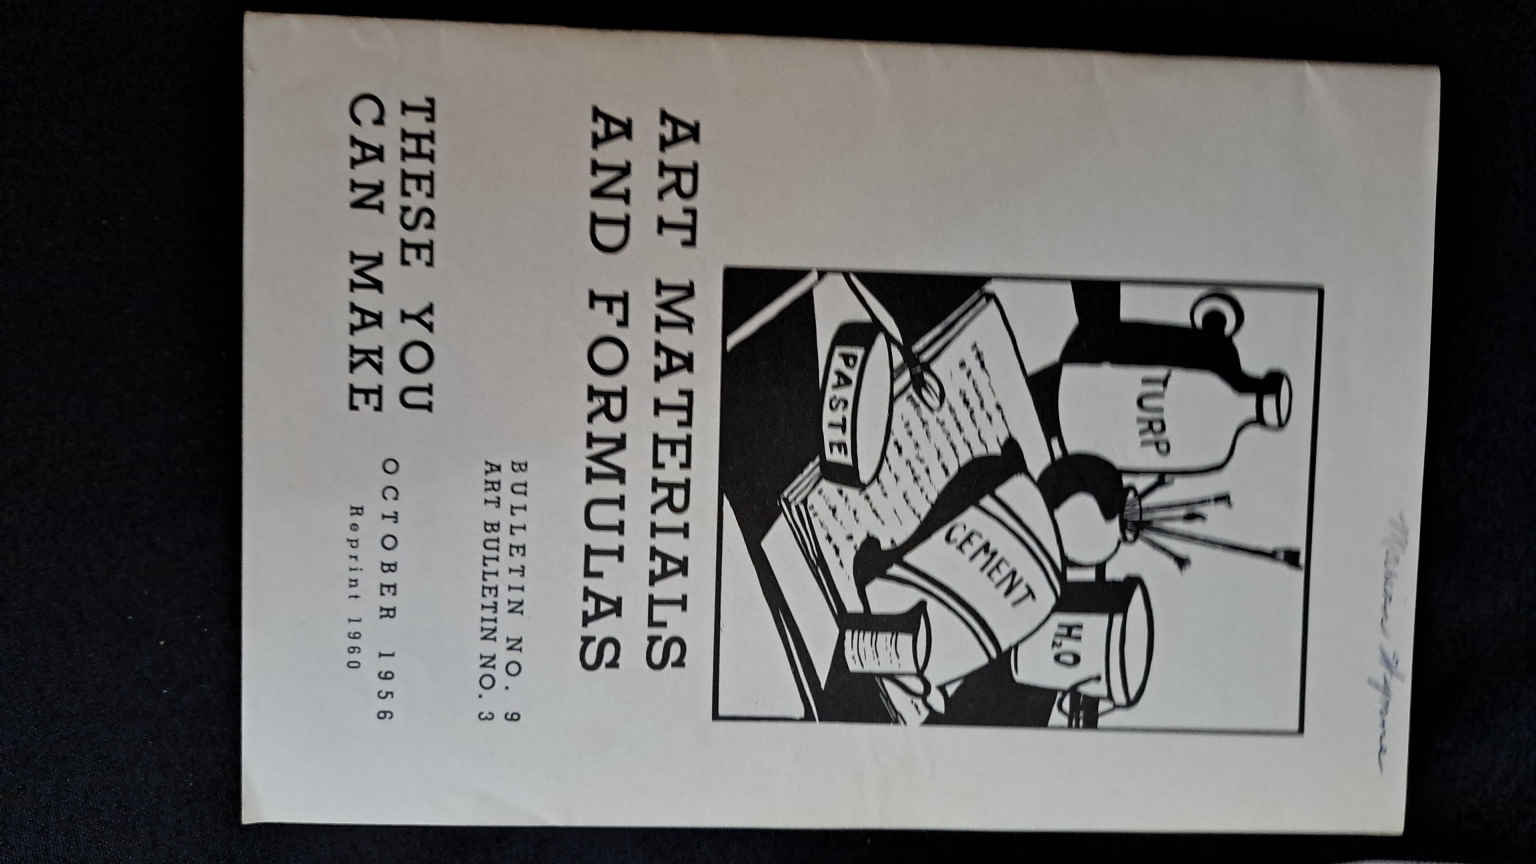 TURP
H₂O
CEMENT
PASTE
ART MATERIALS
AND FORMULAS
BULLETIN NO. 9
ART BULLETIN NO. 3
THESE YOU
CAN MAKE
OCTOBER 1956
Reprint 1960